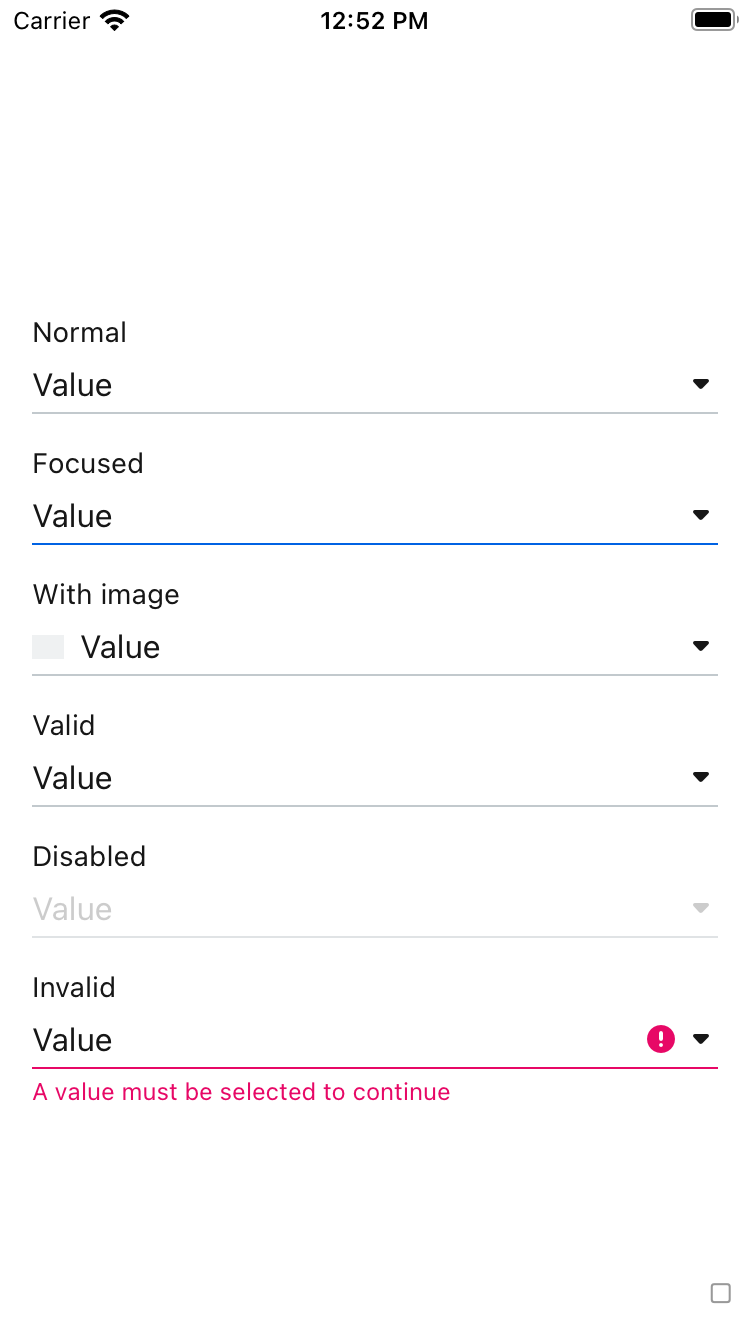 Carrier 12:52 PM
Normal
Value
Focused
Value
With image
Value
Valid
Value
Disabled
Value
Invalid
Value
A value must be selected to continue